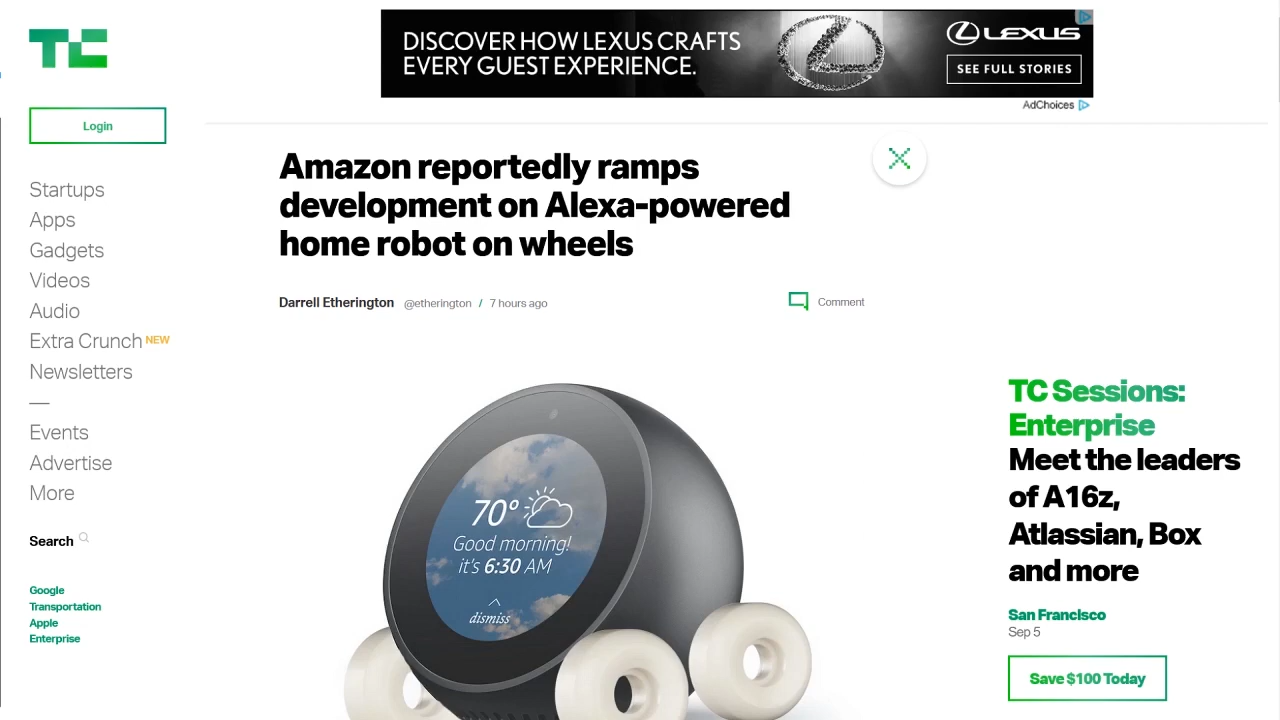 TC
Login
Startups
Apps
Gadgets
Videos
Audio
Extra Crunch NEW
Newsletters
—
Events
Advertise
More
Search
Google
Transportation
Apple
Enterprise
DISCOVER HOW LEXUS CRAFTS
EVERY GUEST EXPERIENCE.
LEXUS
SEE FULL STORIES
AdChoices
Amazon reportedly ramps
development on Alexa-powered
home robot on wheels
Darrell Etherington @etherington / 7 hours ago
Comment
70°
Good morning!
it's 6:30 AM
dismiss
TC Sessions:
Enterprise
Meet the leaders
of A16z,
Atlassian, Box
and more
San Francisco
Sep 5
Save $100 Today